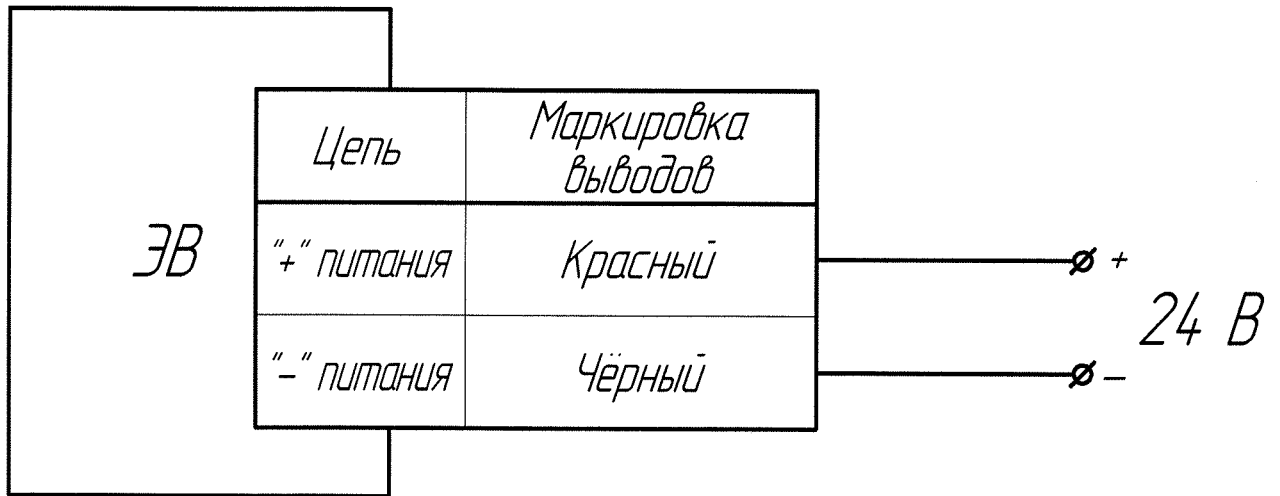 Цепь
Маркировка
выводов
ЭВ
"+" питания
Красный
+
24 В
"–" питания
Чёрный
–